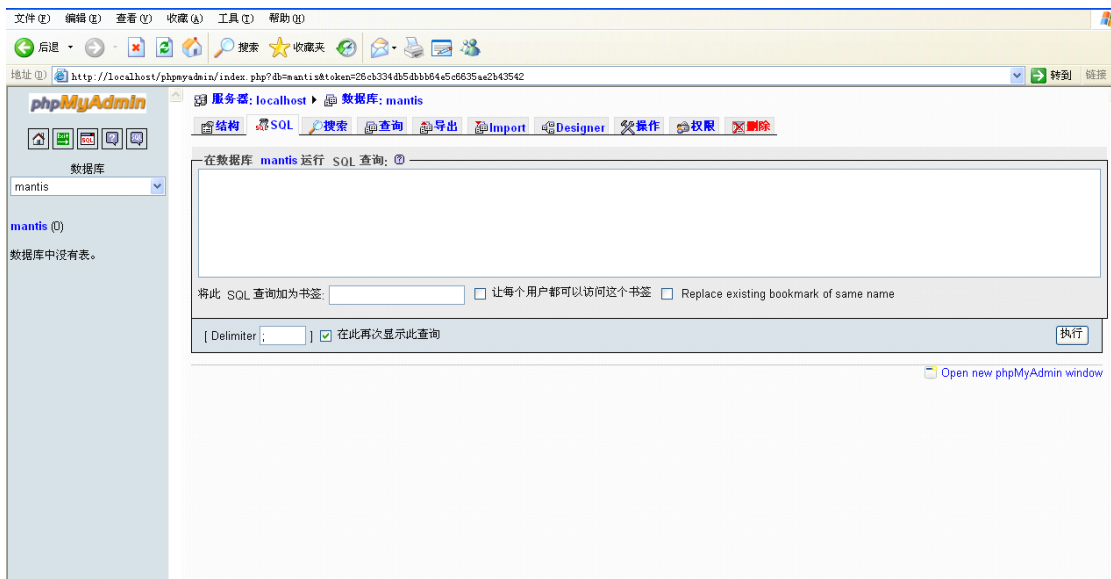 文件(F) 编辑(E) 查看(V) 收藏(A) 工具(T) 帮助(H)
后退 搜索 收藏夹
地址(D) http://localhost/phpmyadmin/index.php?db=mantis&token=26cb334db5dbbb64e5c6635ae2b43542 转到 链接
phpMyAdmin
服务器: localhost 数据库: mantis
结构 SQL 搜索 查询 导出 Import Designer 操作 权限 删除
SQL
数据库
mantis
在数据库 mantis 运行 SQL 查询:
mantis (0)
数据库中没有表。
将此 SQL 查询加为书签: 让每个用户都可以访问这个书签 Replace existing bookmark of same name
[ Delimiter ; ] 在此再次显示此查询 执行
Open new phpMyAdmin window